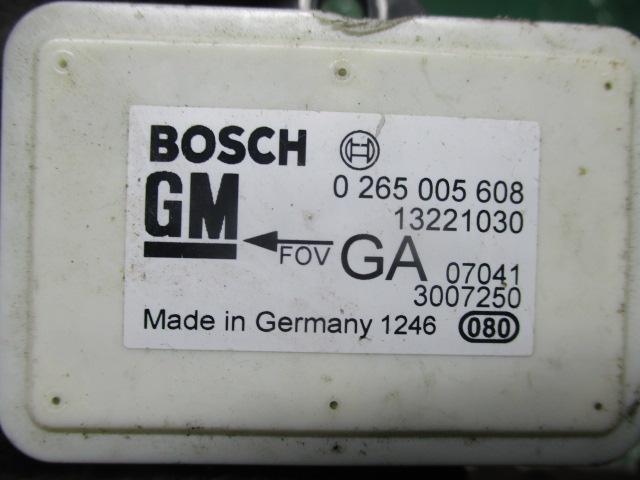 BOSCH
0 265 005 608
GM
13221030
FOV GA 07041
3007250
Made in Germany 1246 080